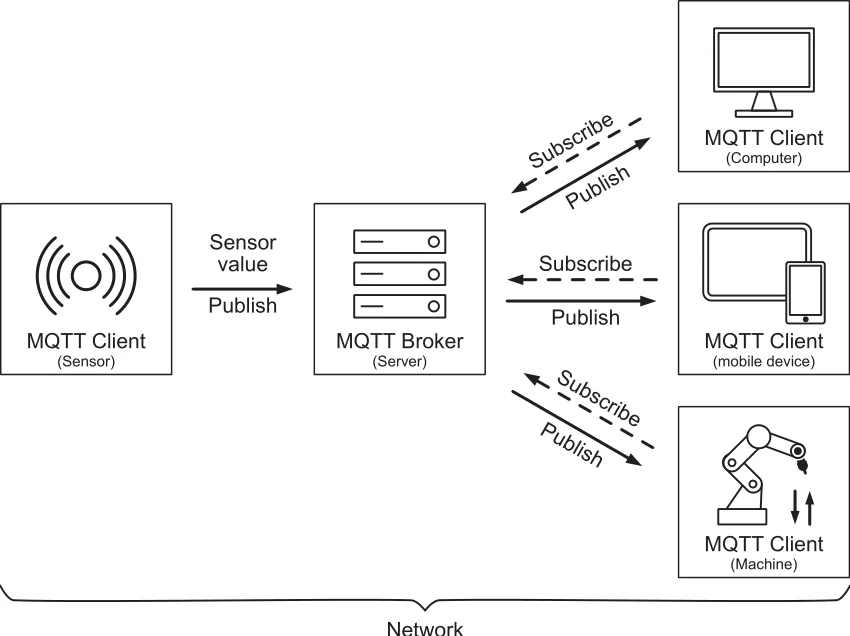 MQTT Client
(Sensor)
Sensor
value
Publish
MQTT Broker
(Server)
Subscribe
Publish
MQTT Client
(Computer)
Subscribe
Publish
MQTT Client
(mobile device)
Subscribe
Publish
MQTT Client
(Machine)
Network